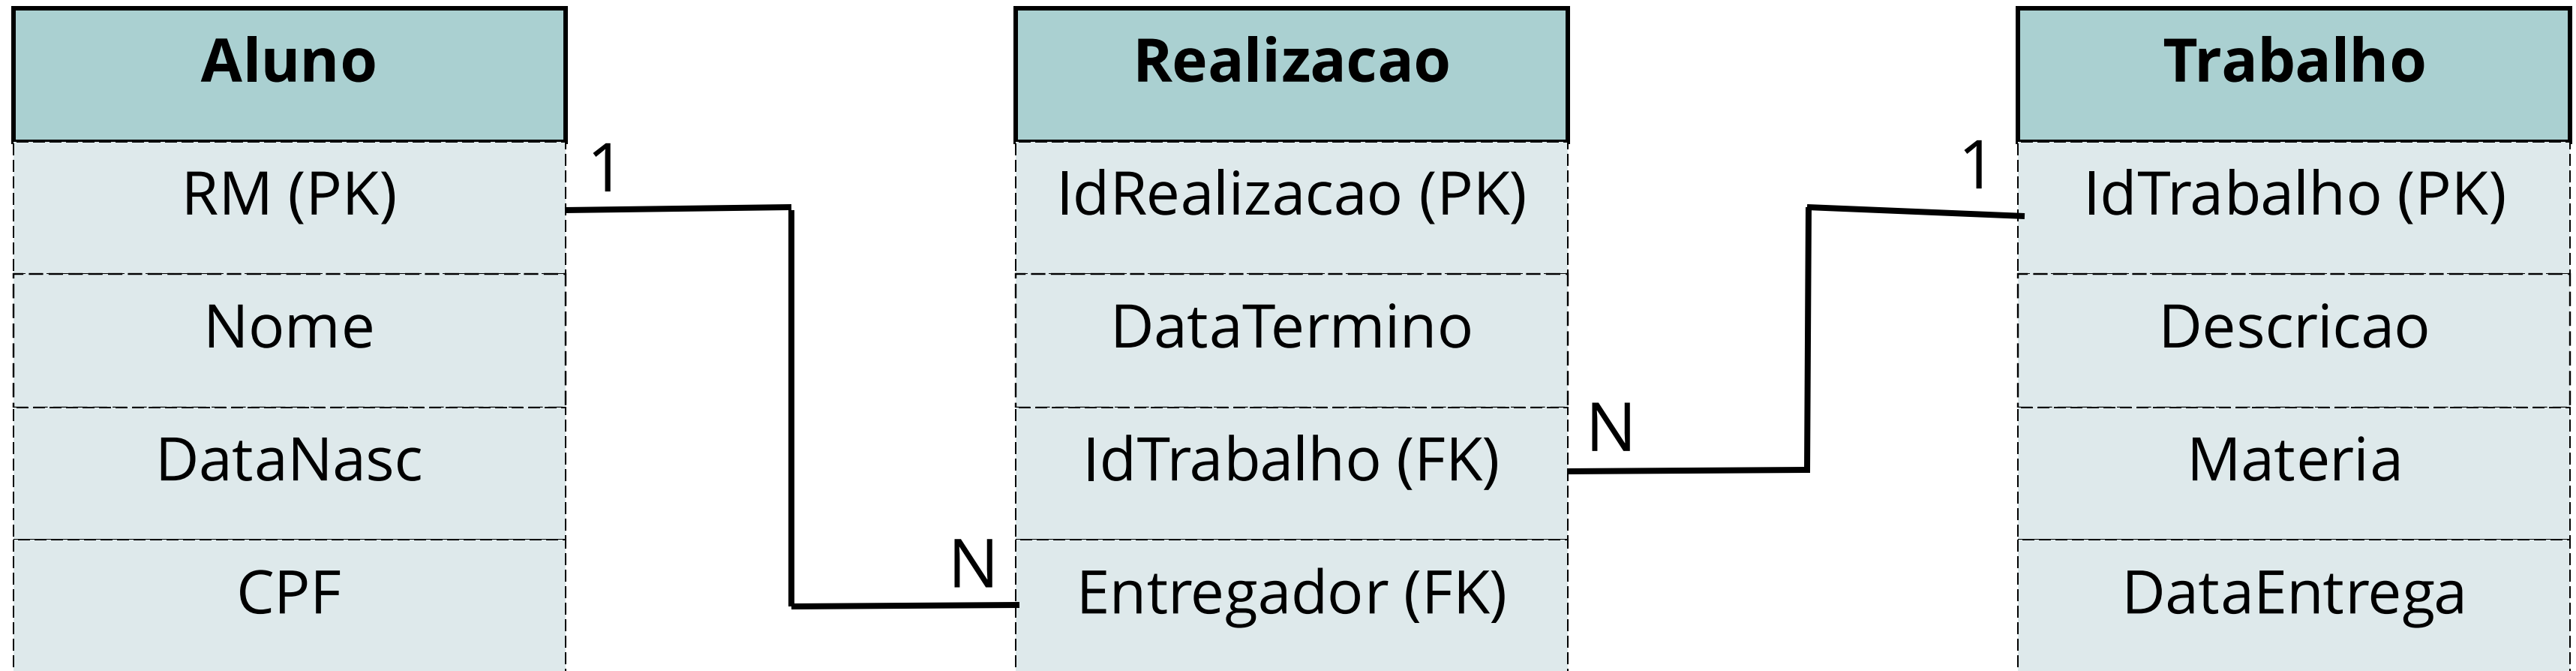 Aluno
RM (PK)
Nome
DataNasc
CPF
1
N
Realizacao
IdRealizacao (PK)
DataTermino
IdTrabalho (FK)
Entregador (FK)
N
1
Trabalho
IdTrabalho (PK)
Descricao
Materia
DataEntrega